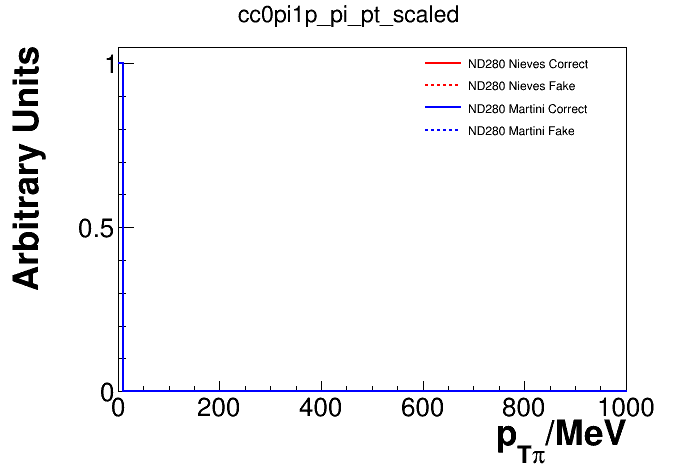 cc0pi1p_pi_pt_scaled
Arbitrary Units
1
0.5
0
ND280 Nieves Correct
ND280 Nieves Fake
ND280 Martini Correct
ND280 Martini Fake
0 200 400 600 800 1000
p_Tπ/MeV